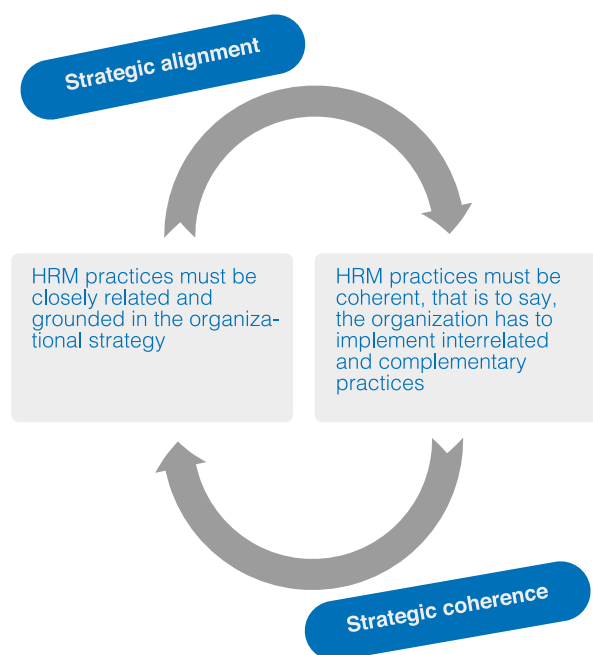 Strategic alignment
HRM practices must be
closely related and
grounded in the organiza-
tional strategy
HRM practices must be
coherent, that is to say,
the organization has to
implement interrelated
and complementary
practices
Strategic coherence